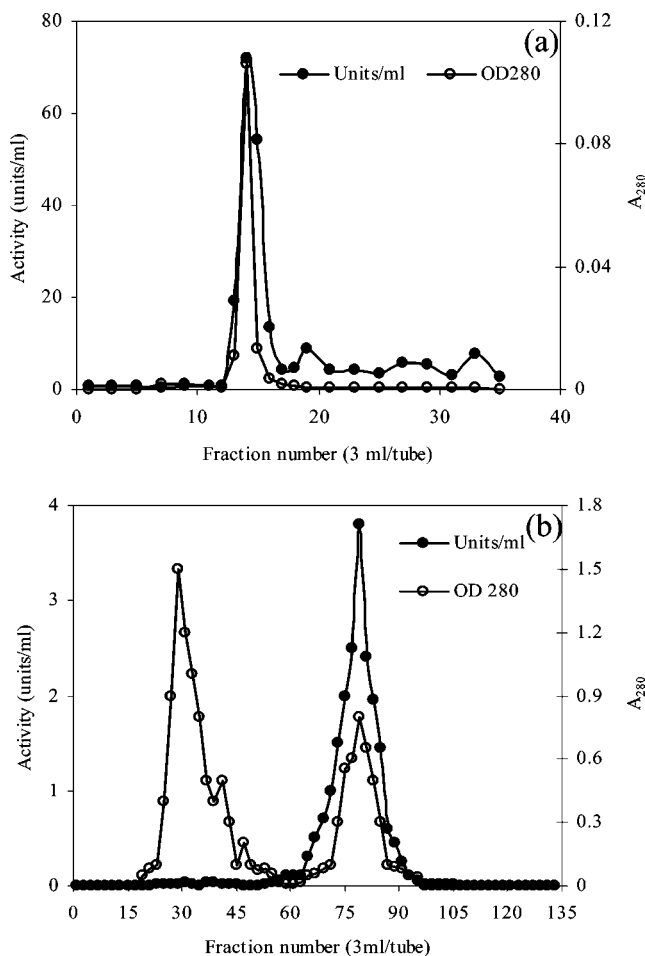 (a)
80
60
40
20
0
0.12
0.08
0.04
0
Units/ml
OD280
Activity (units/ml)
A280
0 10 20 30 40
Fraction number (3 ml/tube)
(b)
4
3
2
1
0
1.8
1.5
1.2
0.9
0.6
0.3
0
Units/ml
OD 280
Activity (units/ml)
A280
0 15 30 45 60 75 90 105 120 135
Fraction number (3ml/tube)